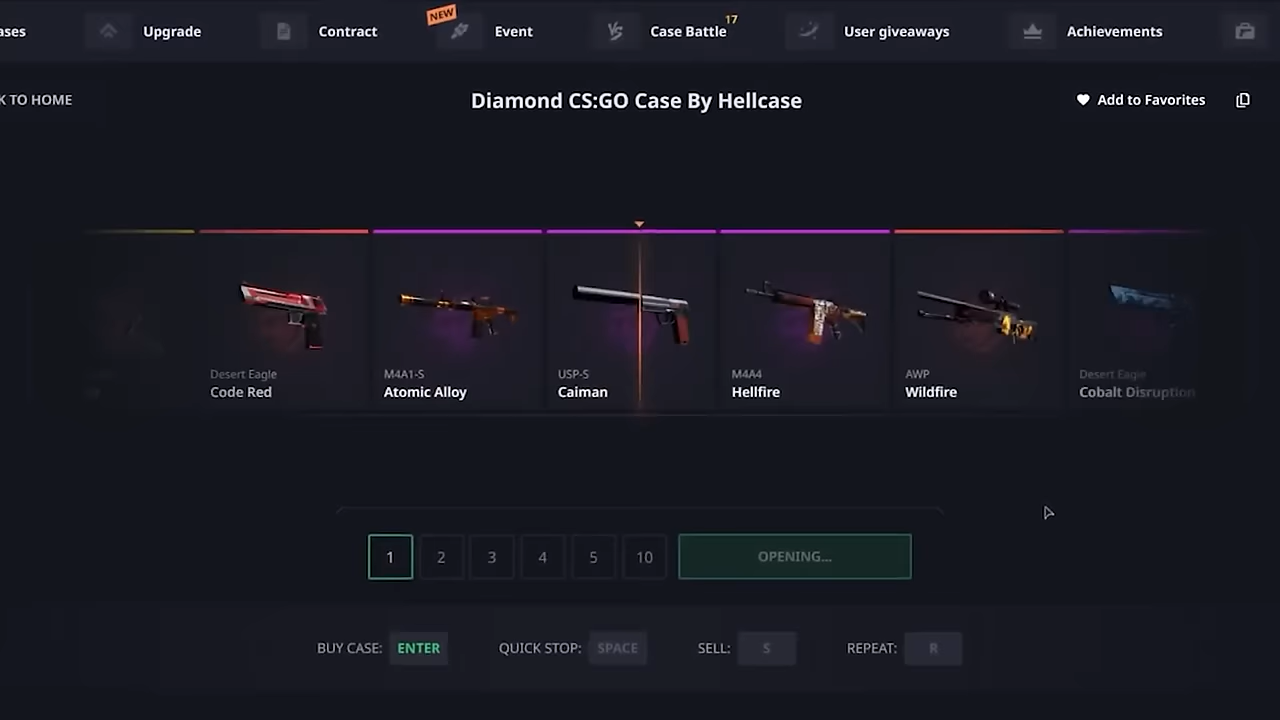 ases
Upgrade
Contract
NEW
Event
Case Battle
17
User giveaways
Achievements
K TO HOME
Diamond CS:GO Case By Hellcase
Add to Favorites
Desert Eagle
Code Red
M4A1-S
Atomic Alloy
USP-S
Caiman
M4A4
Hellfire
AWP
Wildfire
Desert Eagle
Cobalt Disruption
1
2
3
4
5
10
OPENING...
BUY CASE: ENTER
QUICK STOP: SPACE
SELL: S
REPEAT: R